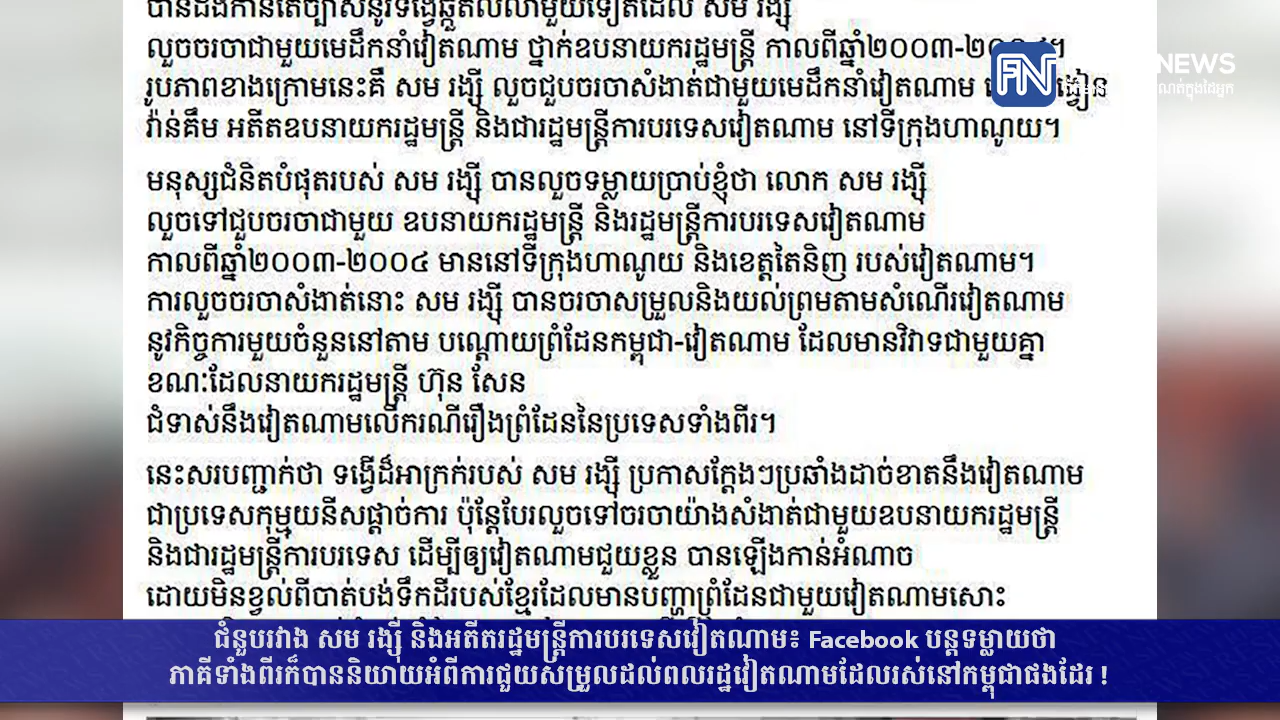 បានដឹងកាន់តែច្បាស់នូវទង្វើឆ្កួតលីលាមួយទៀតដែល សម រង្ស៊ី
លួចចរចាជាមួយមេដឹកនាំវៀតណាម ថ្នាក់ឧបនាយករដ្ឋមន្ត្រី កាលពីឆ្នាំ២០០៣-២០០៤។
FN NEWS
រូបភាពខាងក្រោមនេះគឺ សម រង្ស៊ី លួចជួបចរចាសំងាត់ជាមួយមេដឹកនាំវៀតណាម
វ៉ាន់គឹម អតីតឧបនាយករដ្ឋមន្ត្រី និងជារដ្ឋមន្ត្រីការបរទេសវៀតណាម នៅទីក្រុងហាណូយ។
មនុស្សជំនិតបំផុតរបស់ សម រង្ស៊ី បានលួចទម្លាយប្រាប់ខ្ញុំថា លោក សម រង្ស៊ី
លួចទៅជួបចរចាជាមួយ ឧបនាយករដ្ឋមន្ត្រី និងរដ្ឋមន្ត្រីការបរទេសវៀតណាម
កាលពីឆ្នាំ២០០៣-២០០៤ មាននៅទីក្រុងហាណូយ និងខេត្តតៃនិញ របស់វៀតណាម។
ការលួចចរចាសំងាត់នោះ សម រង្ស៊ី បានចរចាសម្រួលនិងយល់ព្រមតាមសំណើរវៀតណាម
នូវកិច្ចការមួយចំនួននៅតាម បណ្តោយព្រំដែនកម្ពុជា-វៀតណាម ដែលមានវិវាទជាមួយគ្នា
ខណ:ដែលនាយករដ្ឋមន្ត្រី ហ៊ុន សែន
ជំទាស់នឹងវៀតណាមលើករណីរឿងព្រំដែននៃប្រទេសទាំងពីរ។
នេះសរបញ្ជាក់ថា ទង្វើដ៏អាក្រក់របស់ សម រង្ស៊ី ប្រកាសក្តែងៗប្រឆាំងដាច់ខាតនឹងវៀតណាម
ជាប្រទេសកុម្មុយនីសផ្តាច់ការ ប៉ុន្តែបែរលួចទៅចរចាយ៉ាងសំងាត់ជាមួយឧបនាយករដ្ឋមន្ត្រី
និងជារដ្ឋមន្ត្រីការបរទេស ដើម្បីឲ្យវៀតណាមជួយខ្លួន បានឡើងកាន់អំណាច
ដោយមិនខ្វល់ពីបាត់បង់ទឹកដីរបស់ខ្មែរដែលមានបញ្ហាព្រំដែនជាមួយវៀតណាមសោះ
ជំនួបរវាង សម រង្ស៊ី និងអតីតរដ្ឋមន្ត្រីការបរទេសវៀតណាម៖ Facebook បន្តទម្លាយថា
ភាគីទាំងពីរក៏បាននិយាយអំពីការជួយសម្រួលដល់ពលរដ្ឋវៀតណាមដែលរស់នៅកម្ពុជាផងដែរ !